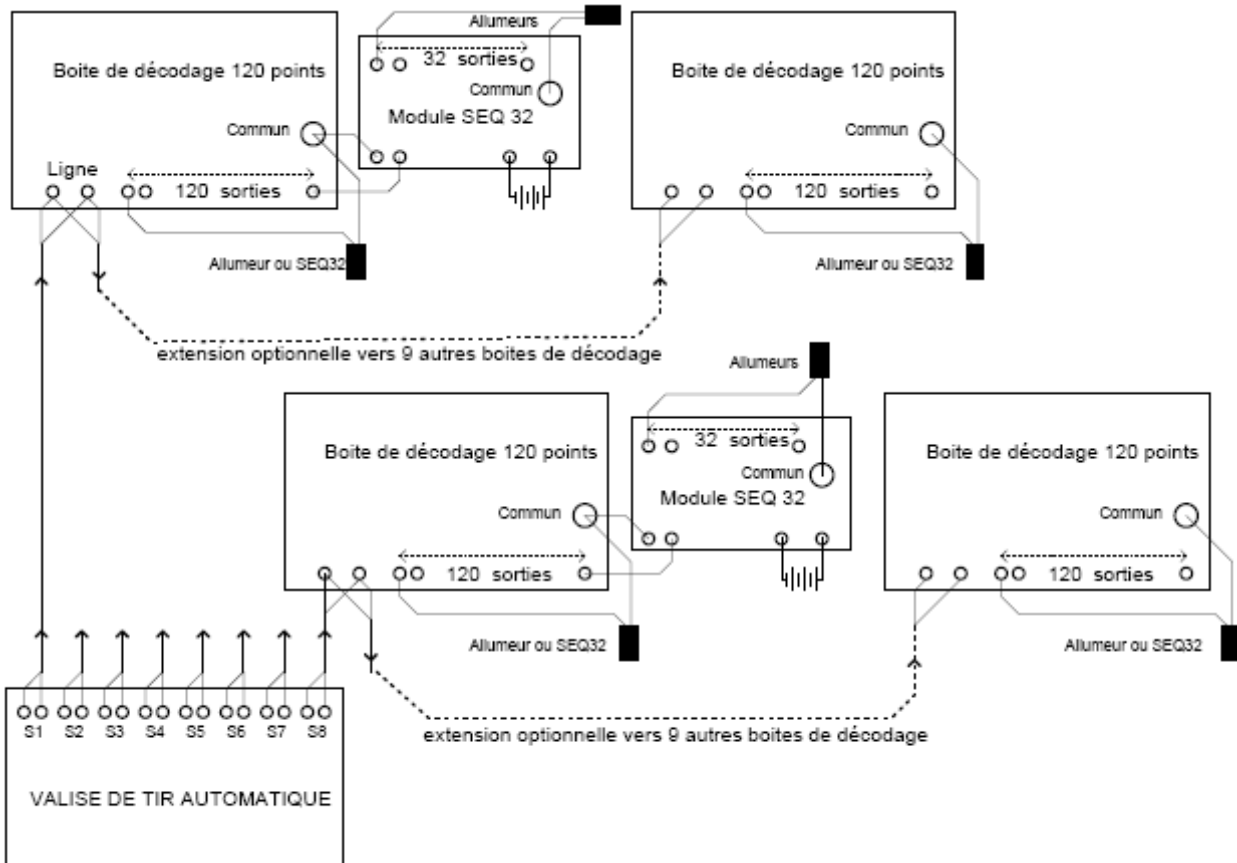 Allumeurs
32 sorties
Commun
Module SEQ 32
Boite de décodage 120 points
Commun
Ligne
120 sorties
Allumeur ou SEQ32
Boite de décodage 120 points
Commun
120 sorties
Allumeur ou SEQ32
extension optionnelle vers 9 autres boites de décodage
Allumeurs
32 sorties
Commun
Module SEQ 32
Boite de décodage 120 points
Commun
120 sorties
Allumeur ou SEQ32
Boite de décodage 120 points
Commun
120 sorties
Allumeur ou SEQ32
extension optionnelle vers 9 autres boites de décodage
S1 S2 S3 S4 S5 S6 S7 S8
VALISE DE TIR AUTOMATIQUE